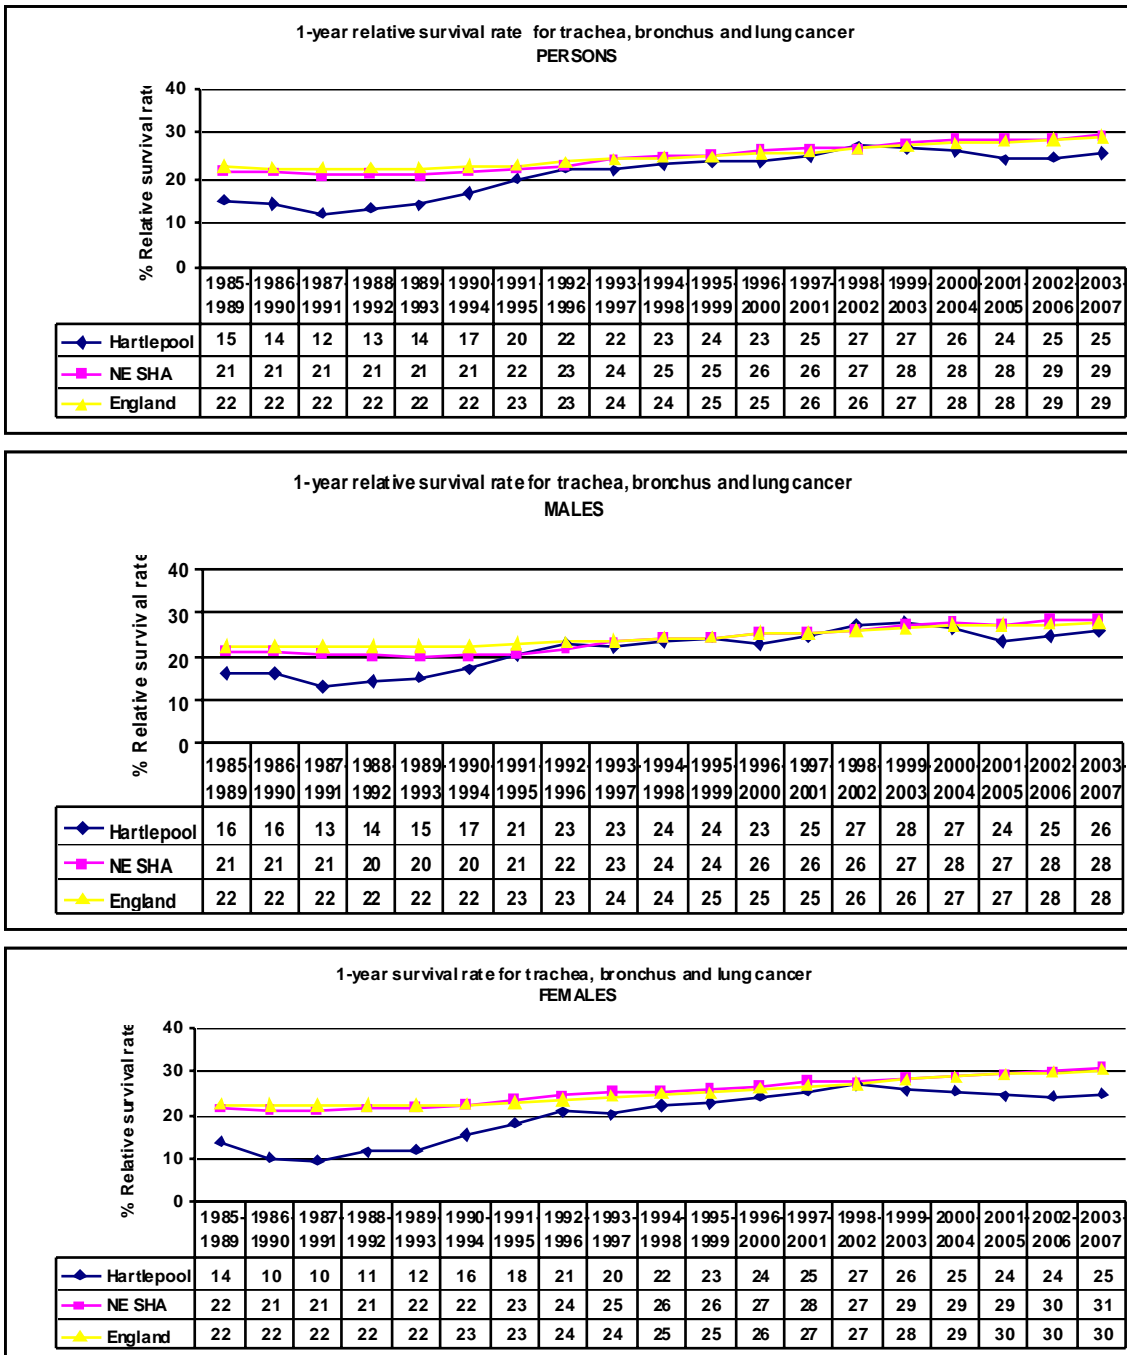 1-year relative survival rate for trachea, bronchus and lung cancer
PERSONS
% Relative survival rate
40
30
20
10
0
1985- 1986- 1987- 1988- 1989- 1990- 1991- 1992- 1993- 1994- 1995- 1996- 1997- 1998- 1999- 2000- 2001- 2002- 2003-
1989 1990 1991 1992 1993 1994 1995 1996 1997 1998 1999 2000 2001 2002 2003 2004 2005 2006 2007
Hartlepool 15 14 12 13 14 17 20 22 22 23 24 23 25 27 27 26 24 25 25
NE SHA 21 21 21 21 21 21 22 23 24 25 25 26 26 27 28 28 28 29 29
England 22 22 22 22 22 22 23 23 24 24 25 25 26 26 27 28 28 29 29
1-year relative survival rate for trachea, bronchus and lung cancer
MALES
% Relative survival rate
40
30
20
10
0
1985- 1986- 1987- 1988- 1989- 1990- 1991- 1992- 1993- 1994- 1995- 1996- 1997- 1998- 1999- 2000- 2001- 2002- 2003-
1989 1990 1991 1992 1993 1994 1995 1996 1997 1998 1999 2000 2001 2002 2003 2004 2005 2006 2007
Hartlepool 16 16 13 14 15 17 21 23 23 24 24 23 25 27 28 27 24 25 26
NE SHA 21 21 21 20 20 20 21 22 23 24 24 26 26 26 27 28 27 28 28
England 22 22 22 22 22 22 23 23 24 24 25 25 25 26 26 27 27 28 28
1-year survival rate for trachea, bronchus and lung cancer
FEMALES
% Relative survival rate
40
30
20
10
0
1985- 1986- 1987- 1988- 1989- 1990- 1991- 1992- 1993- 1994- 1995- 1996- 1997- 1998- 1999- 2000- 2001- 2002- 2003-
1989 1990 1991 1992 1993 1994 1995 1996 1997 1998 1999 2000 2001 2002 2003 2004 2005 2006 2007
Hartlepool 14 10 10 11 12 16 18 21 20 22 23 24 25 27 26 25 24 24 25
NE SHA 22 21 21 21 22 22 23 24 25 26 26 27 28 27 29 29 29 30 31
England 22 22 22 22 22 23 23 24 24 25 25 26 27 27 28 29 30 30 30